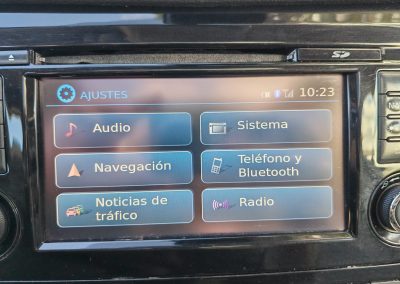 SD
AJUSTES
10:23
Audio
Sistema
Navegación
Teléfono y
Bluetooth
Noticias de
tráfico
Radio